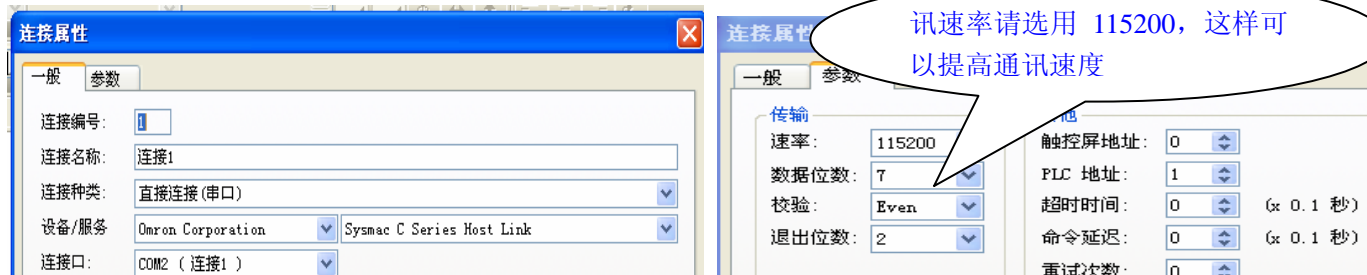 连接属性
一般 参数
连接编号: 1
连接名称: 连接1
连接种类: 直接连接(串口)
设备/服务 Omron Corporation Sysmac C Series Host Link
连接口: COM2 ( 连接1 )
讯速率请选用 115200，这样可
以提高通讯速度
连接属性
一般 参数
传输
速率: 115200
数据位数: 7
校验: Even
退出位数: 2
其他
触控屏地址: 0
PLC 地址: 1
超时时间: 0 (x 0.1 秒)
命令延迟: 0 (x 0.1 秒)
重试次数: 0